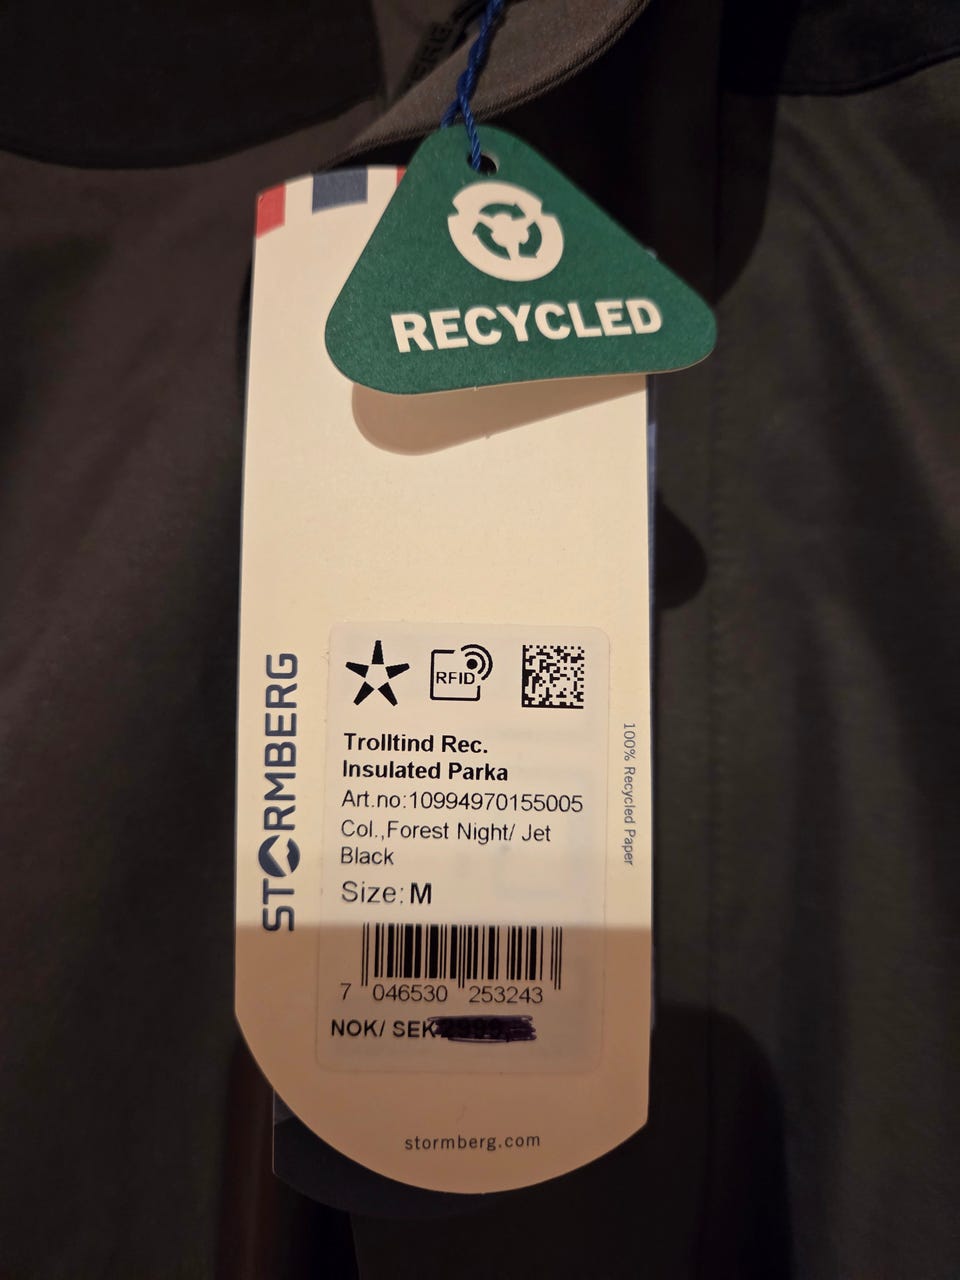 RECYCLED
STORMBERG
RFID
Trolltind Rec.
Insulated Parka
Art.no:10994970155005
Col.,Forest Night/ Jet
Black
Size: M
7 046530 253243
NOK/ SEK
100% Recycled Paper
stormberg.com